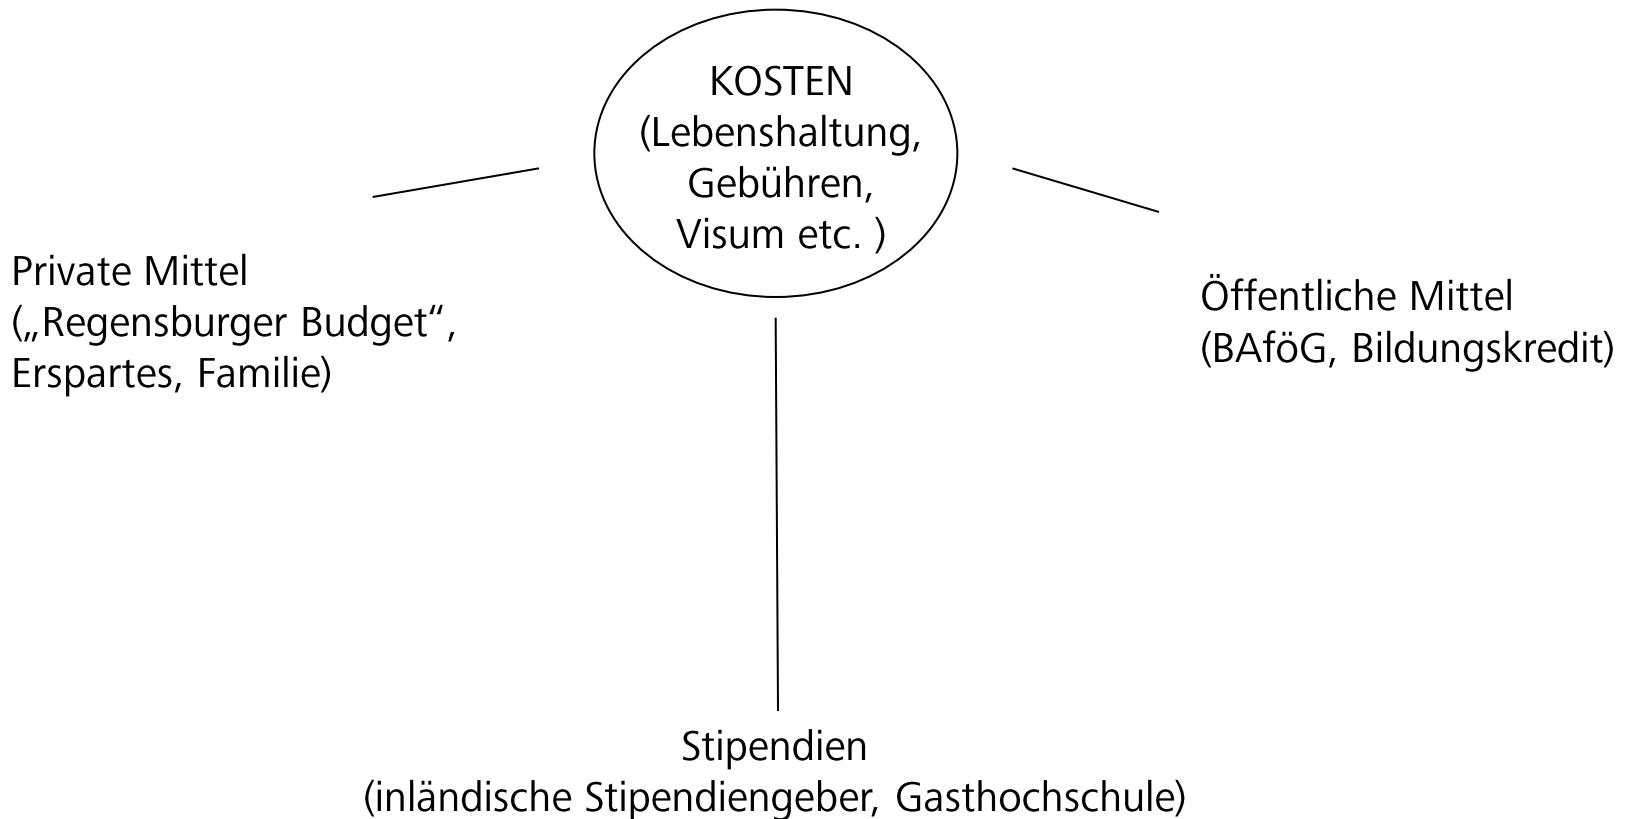 KOSTEN
(Lebenshaltung,
Gebühren,
Visum etc. )
Private Mittel
(„Regensburger Budget“,
Erspartes, Familie)
Öffentliche Mittel
(BAföG, Bildungskredit)
Stipendien
(inländische Stipendiengeber, Gasthochschule)